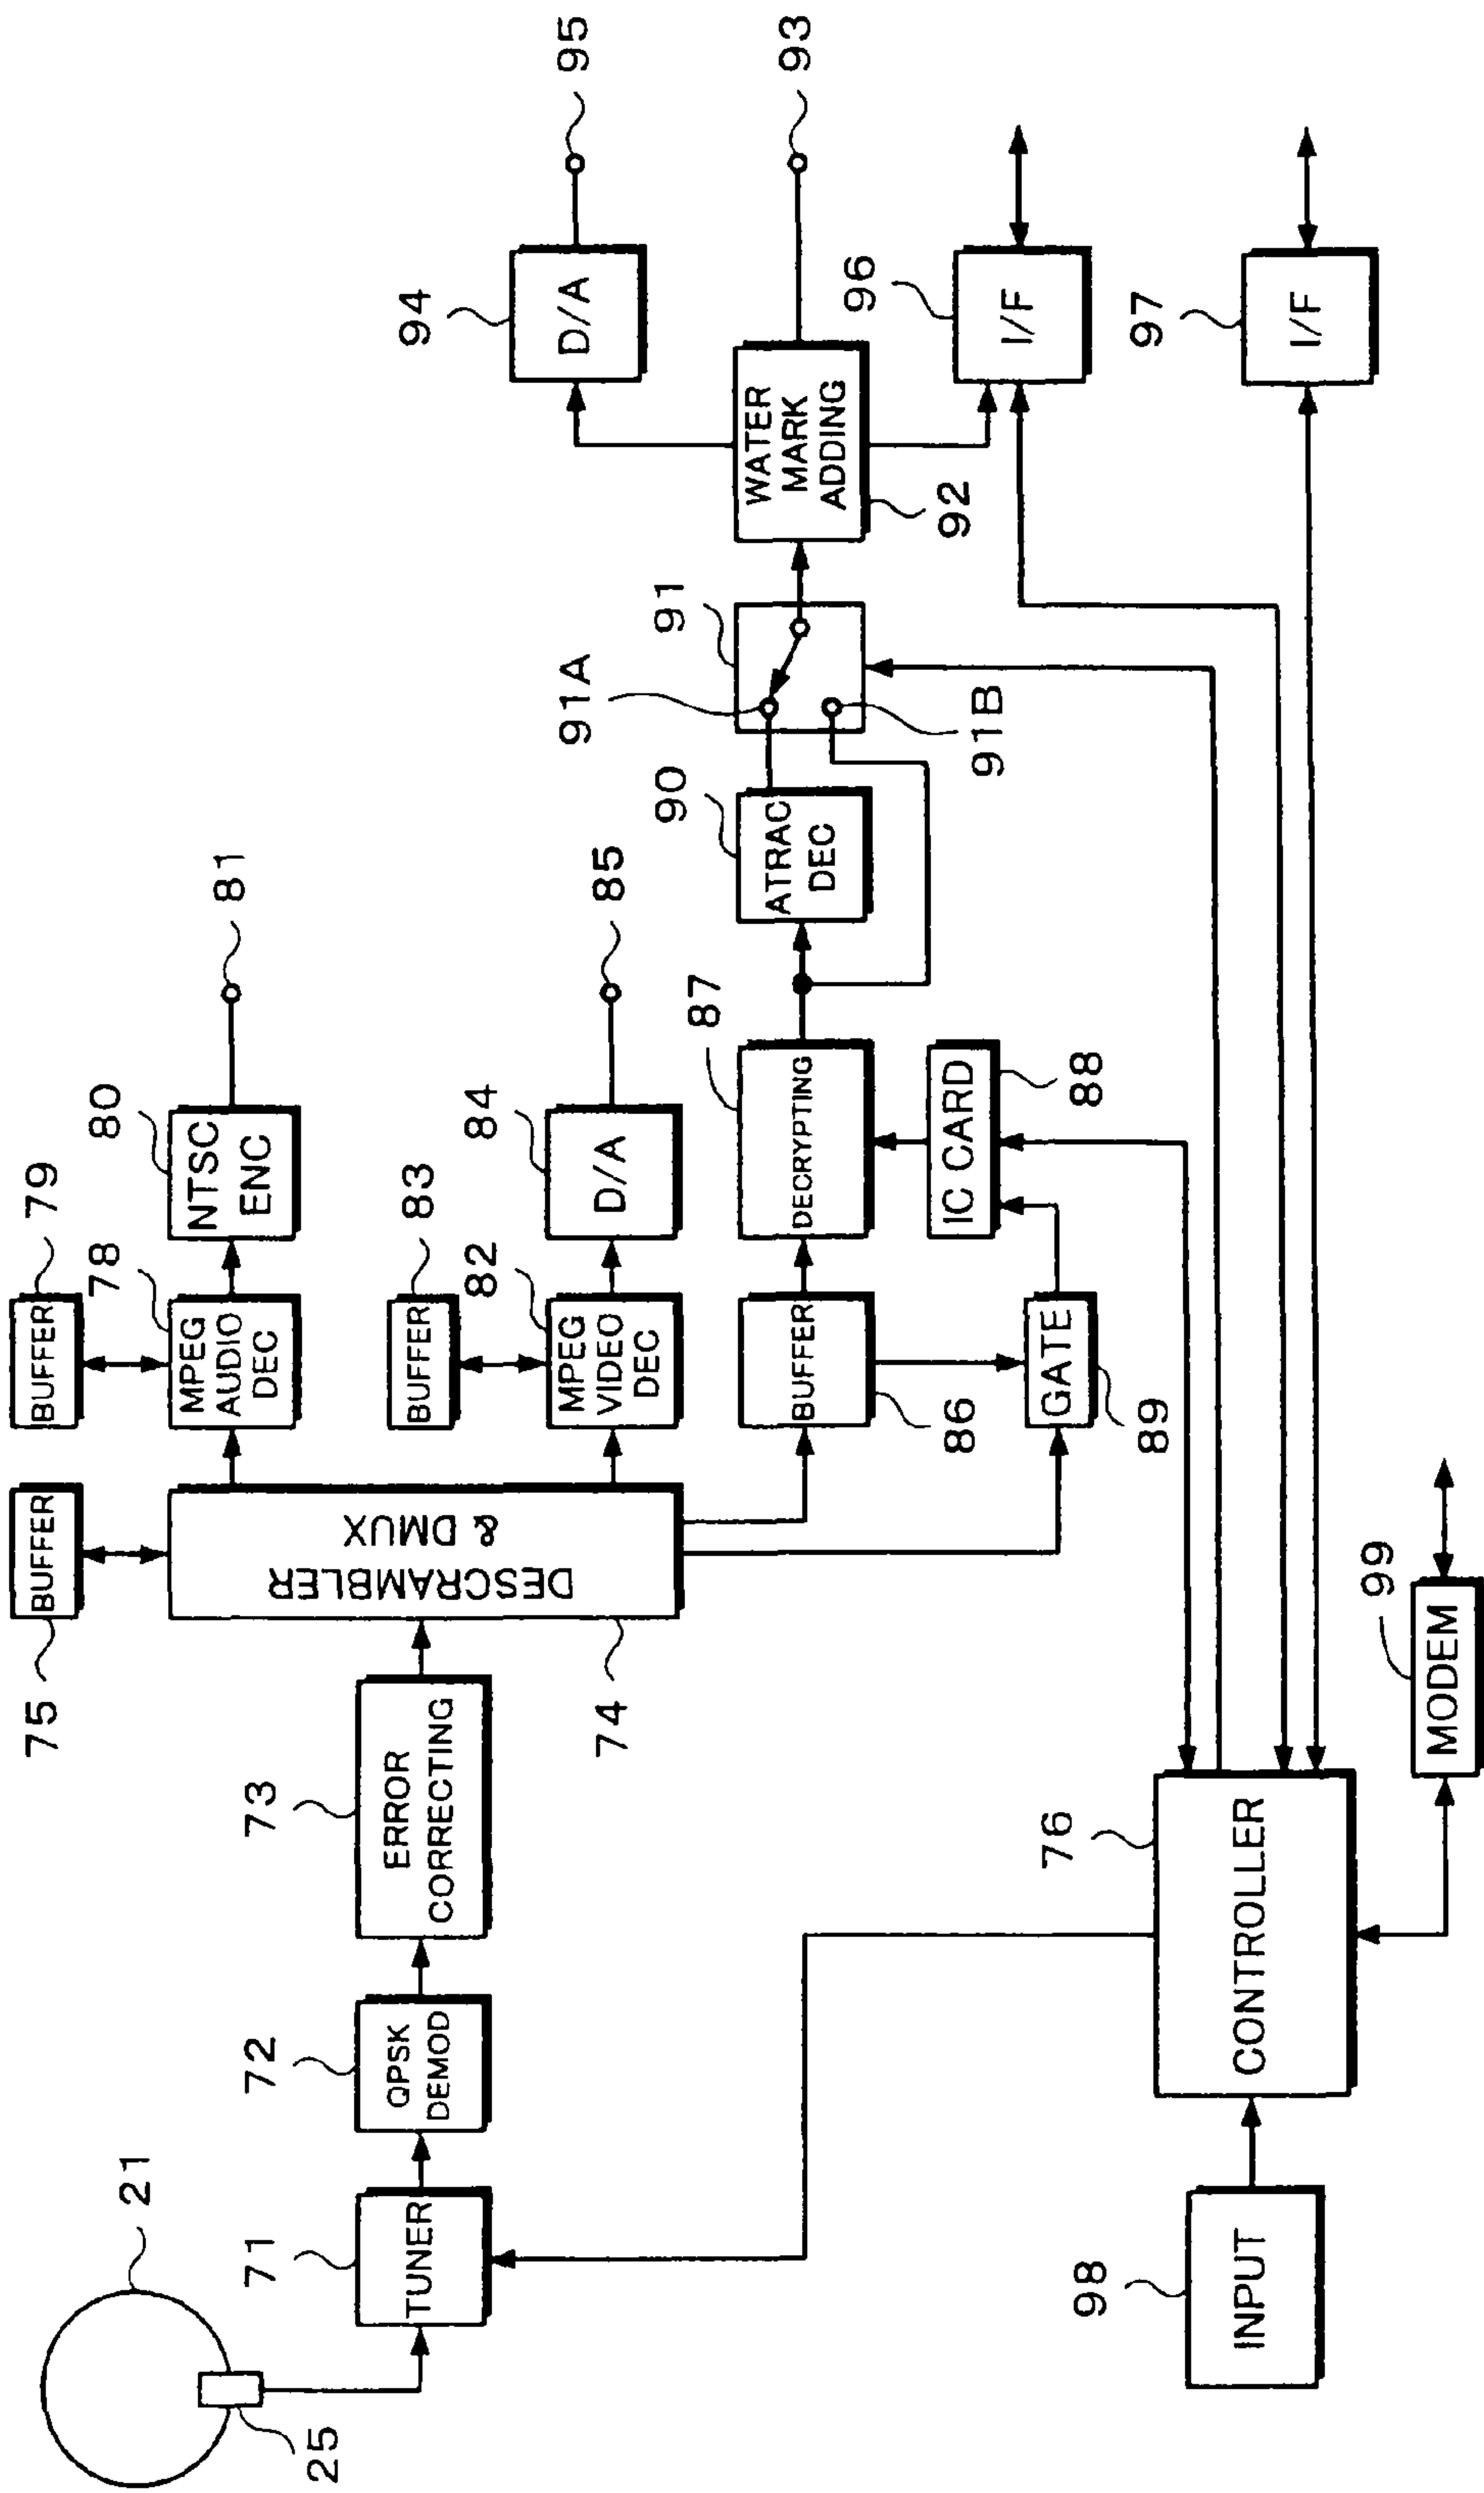 21
25
71
TUNER
72
QPSK
DEMOD
73
ERROR
CORRECTING
74
DESCRAMBLER
& DMUX
75
BUFFER
79
BUFFER
78
MPEG
AUDIO
DEC
80
NTSC
ENC
81
83
BUFFER
82
MPEG
VIDEO
DEC
84
D/A
85
BUFFER
86
87
DECRYPTING
IC CARD
88
GATE
89
90
ATRAC
DEC
91A
91
91B
WATER
MARK
ADDING
92
93
94
D/A
95
96
I/F
97
I/F
98
INPUT
76
CONTROLLER
99
MODEM